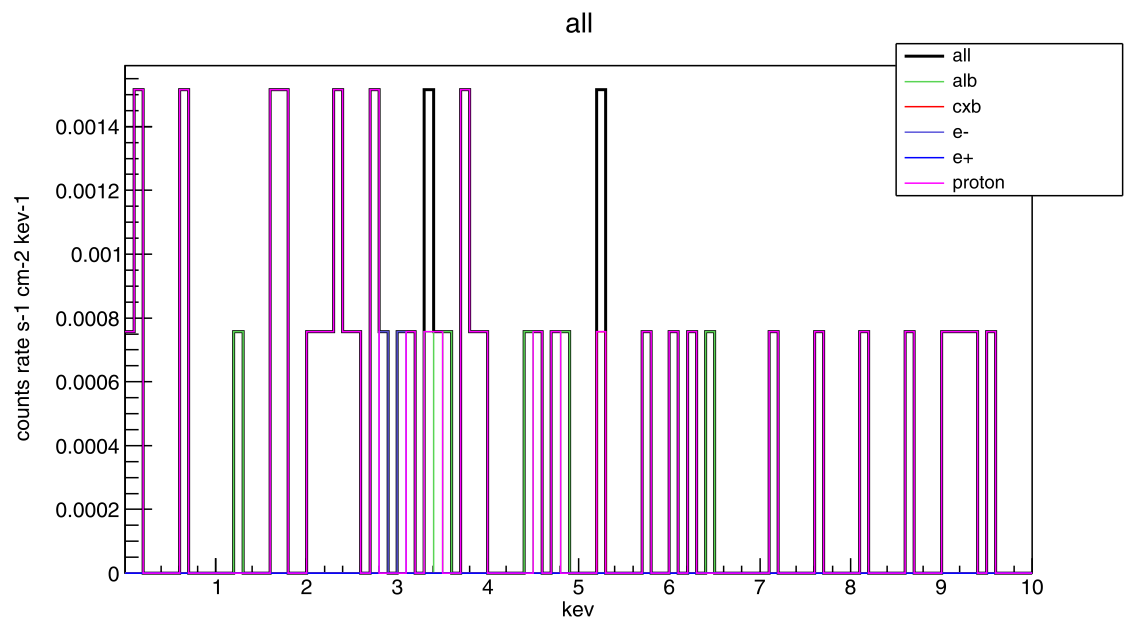 all
all
alb
cxb
e-
e+
proton
counts rate s-1 cm-2 kev-1
0.0014
0.0012
0.001
0.0008
0.0006
0.0004
0.0002
0
1 2 3 4 5 6 7 8 9 10
kev